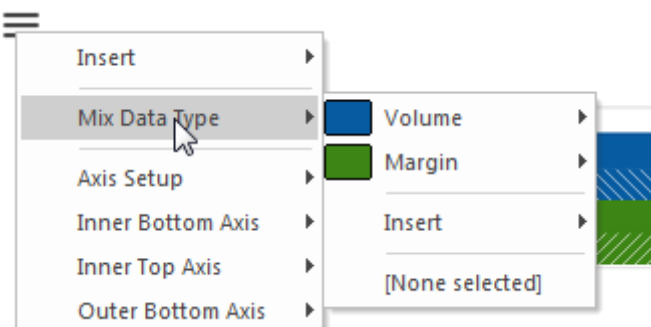 Insert
Mix Data Type
Axis Setup
Inner Bottom Axis
Inner Top Axis
Outer Bottom Axis
Volume
Margin
Insert
[None selected]